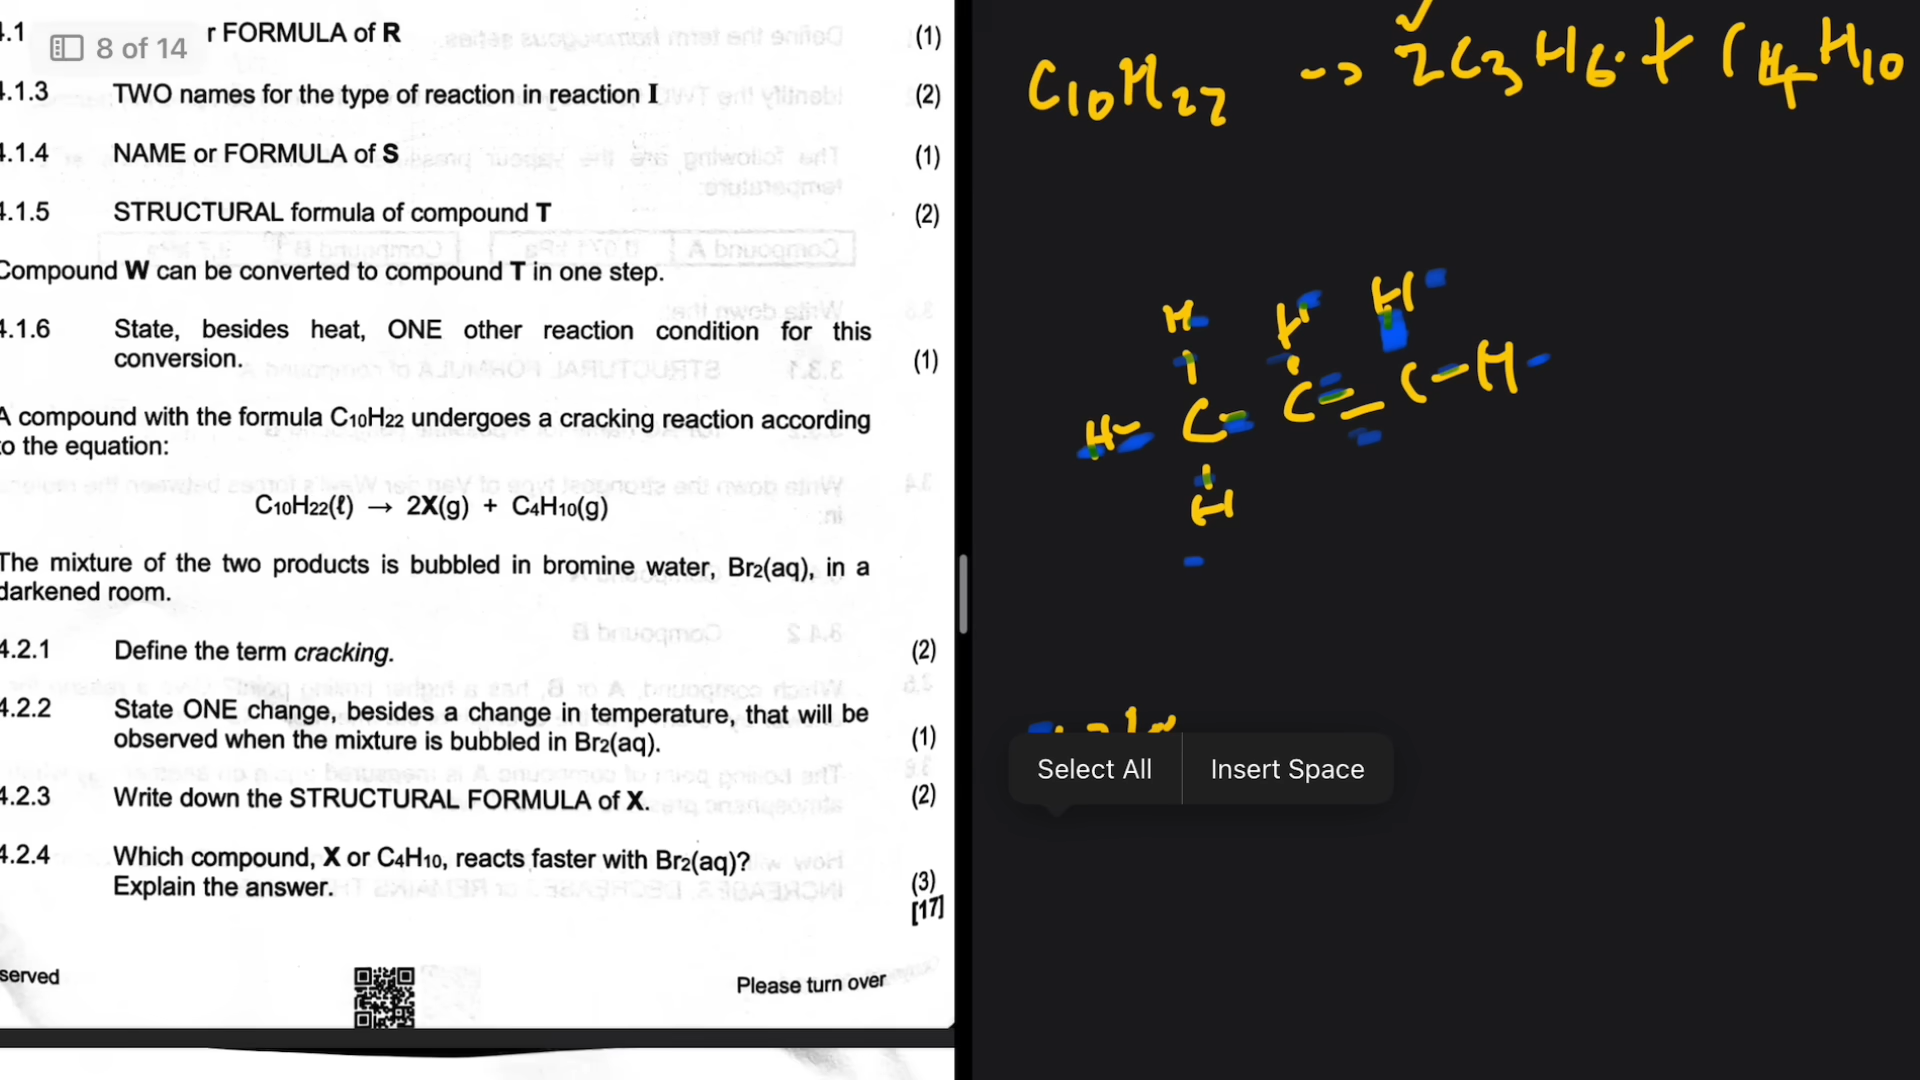 4.1
8 of 14
r FORMULA of R (1)
4.1.3 TWO names for the type of reaction in reaction I (2)
4.1.4 NAME or FORMULA of S (1)
4.1.5 STRUCTURAL formula of compound T (2)
Compound W can be converted to compound T in one step.
4.1.6 State, besides heat, ONE other reaction condition for this
conversion. (1)
A compound with the formula C10H22 undergoes a cracking reaction according
to the equation:
C10H22(ℓ) → 2X(g) + C4H10(g)
The mixture of the two products is bubbled in bromine water, Br2(aq), in a
darkened room.
4.2.1 Define the term cracking. (2)
4.2.2 State ONE change, besides a change in temperature, that will be
observed when the mixture is bubbled in Br2(aq). (1)
4.2.3 Write down the STRUCTURAL FORMULA of X. (2)
4.2.4 Which compound, X or C4H10, reacts faster with Br2(aq)?
Explain the answer. (3)
[17]
served
Please turn over
C10H22 -> 2C3H6 + C4H10
H H H
H - C - C = C - H
H
Select All Insert Space